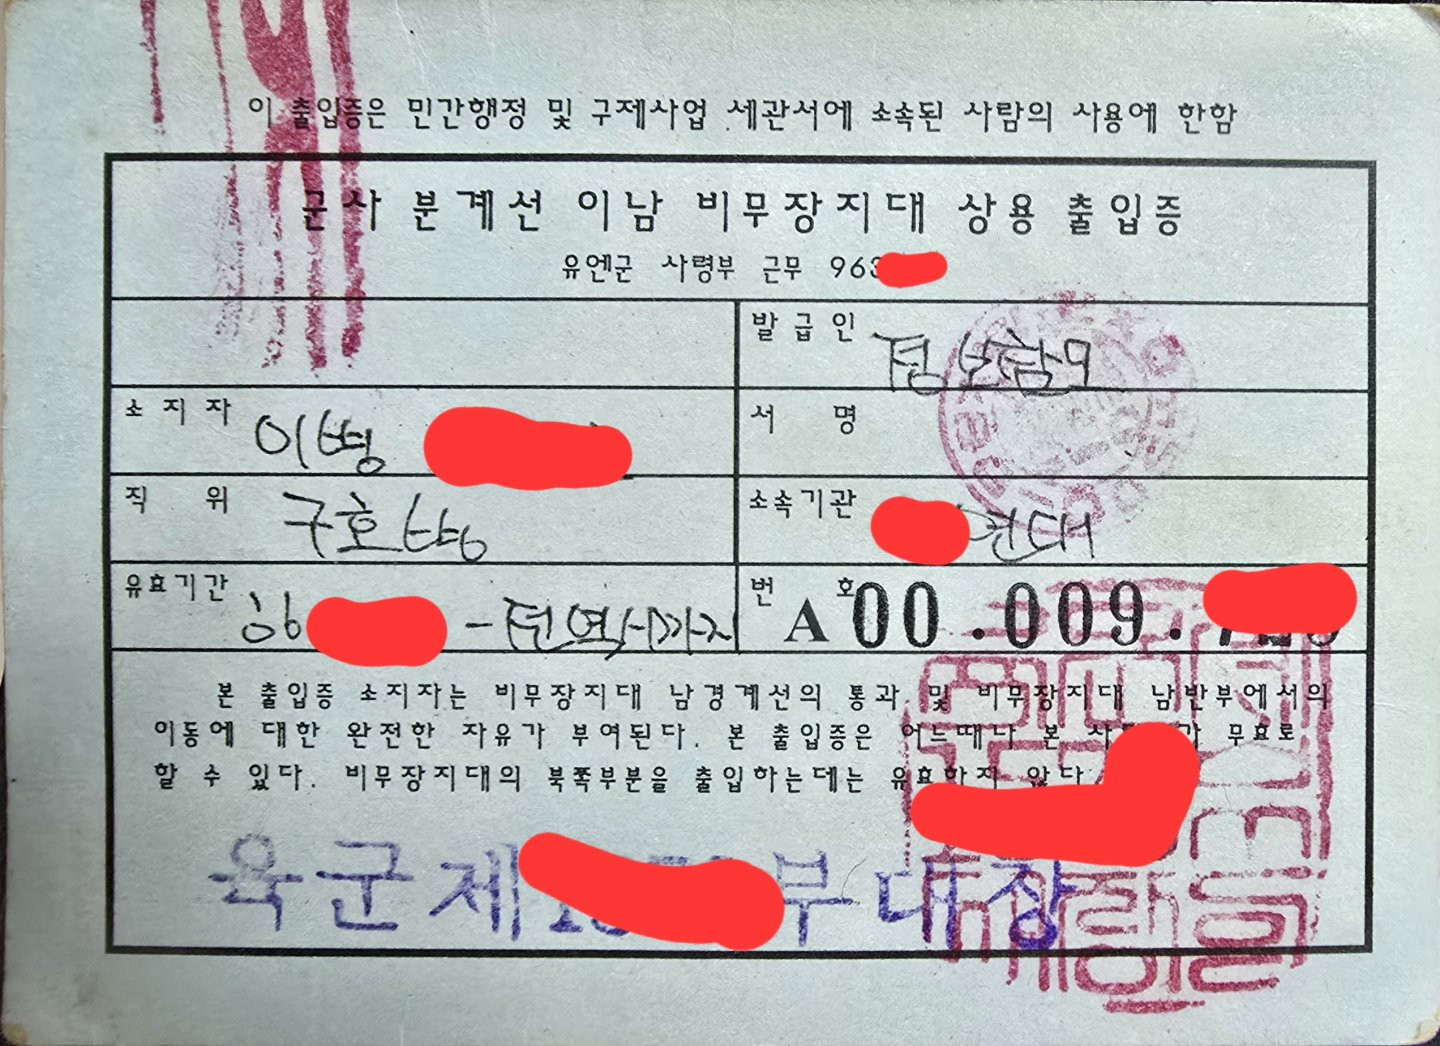 이 출입증은 민간행정 및 구제사업 세관서에 소속된 사람의 사용에 한함
군사 분계선 이남 비무장지대 상용 출입증
유엔군 사령부 근무 963
발급인
소지자 이병
서명
직위 구호병
소속기관 연대
유효기간 - 전역시까지
번호 A 00.009.
본 출입증 소지자는 비무장지대 남경계선의 통과 및 비무장지대 남반부에서의
이동에 대한 완전한 자유가 부여된다. 본 출입증은 어느때나 본 사 가 무효로
할 수 있다. 비무장지대의 북쪽부분을 출입하는데는 유효하지 않다
육군제 부대장